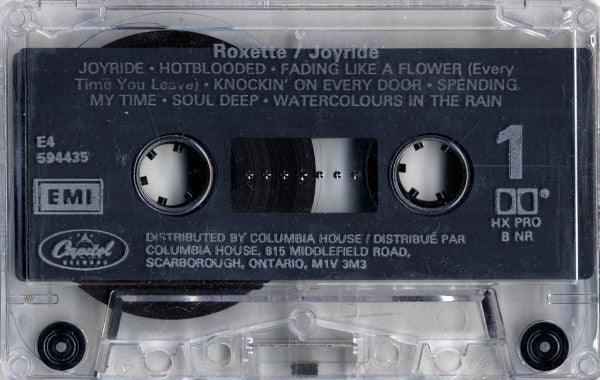 Roxette / Joyride
JOYRIDE • HOTBLOODED • FADING LIKE A FLOWER (Every
Time You Leave) • KNOCKIN' ON EVERY DOOR • SPENDING
MY TIME • SOUL DEEP • WATERCOLOURS IN THE RAIN
E4
594435
1
EMI
HX PRO
B NR
Capitol
RECORDS
DISTRIBUTED BY COLUMBIA HOUSE / DISTRIBUÉ PAR
COLUMBIA HOUSE, 815 MIDDLEFIELD ROAD,
SCARBOROUGH, ONTARIO, M1V 3M3